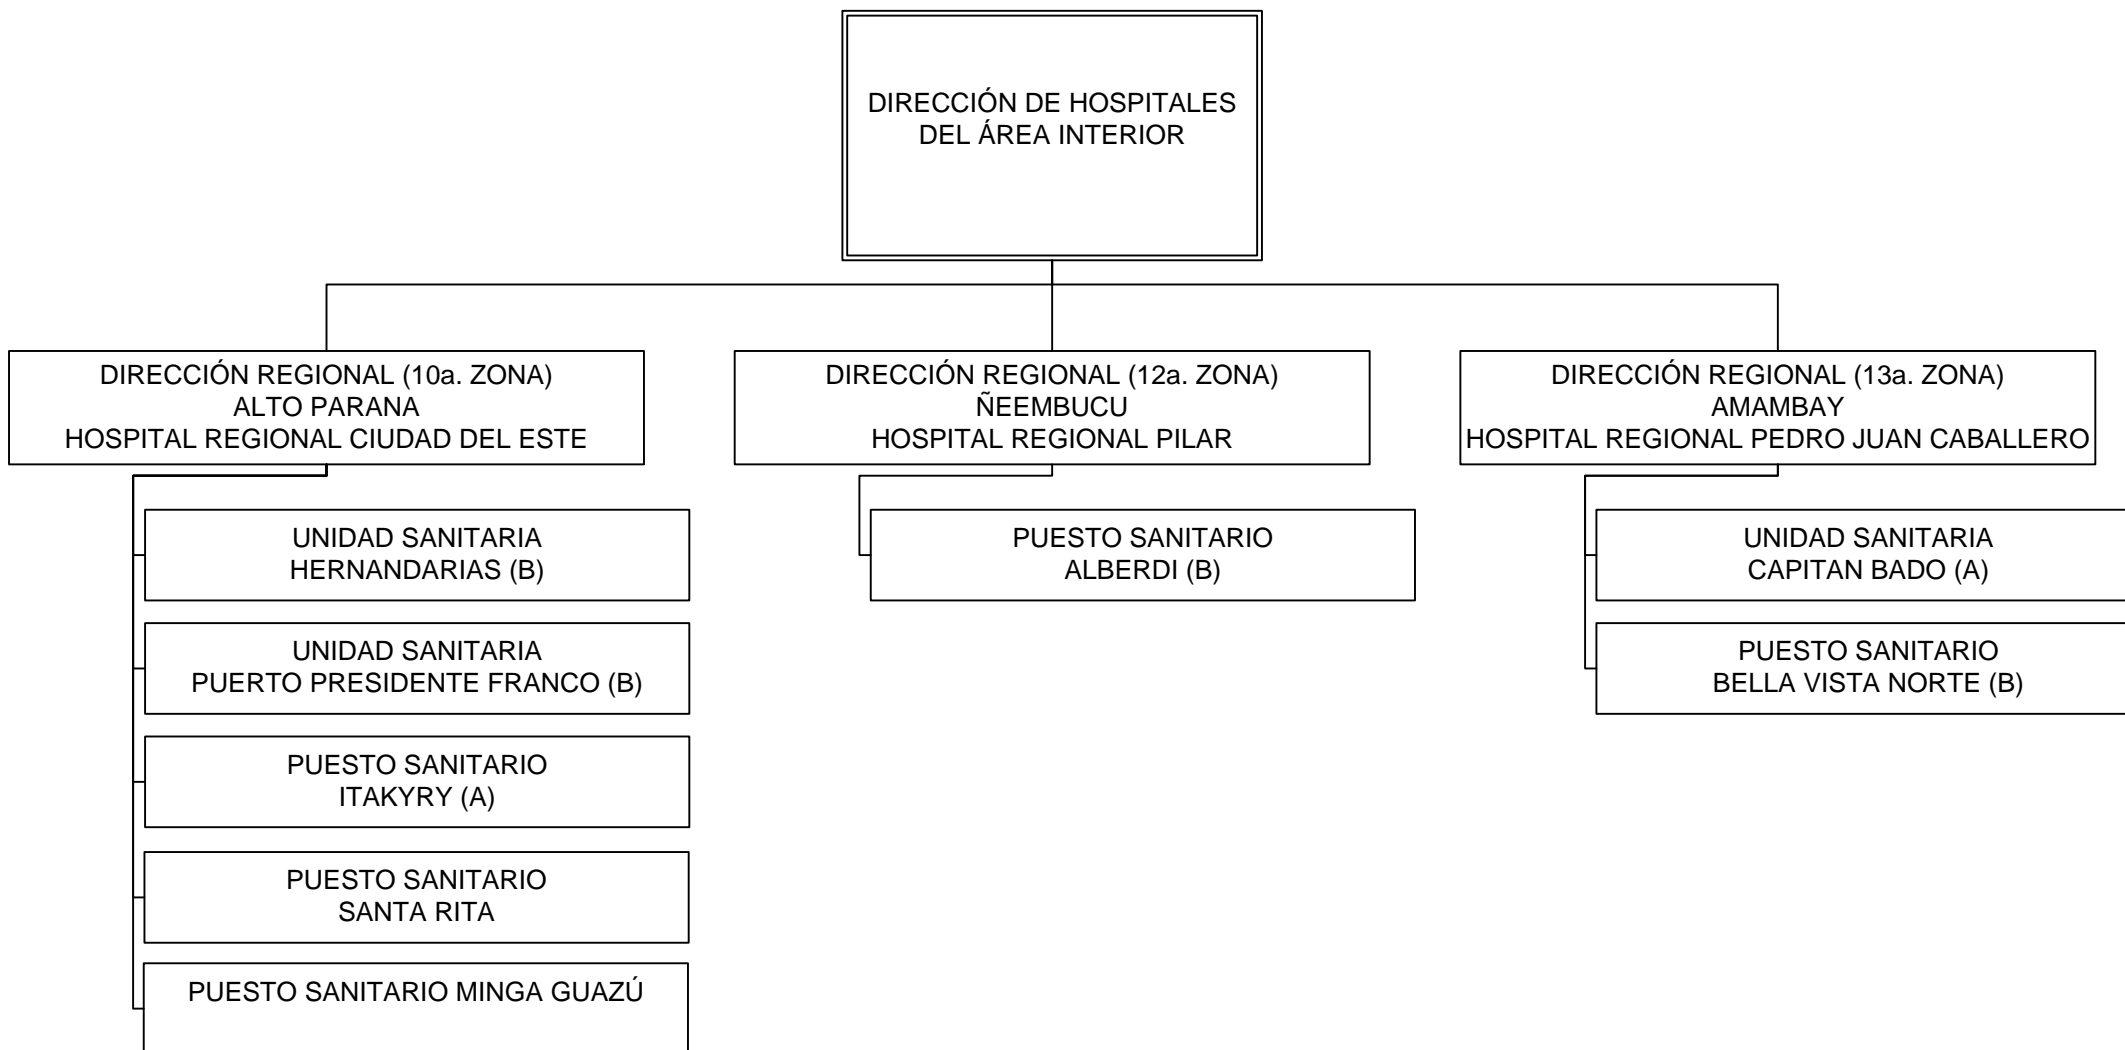 DIRECCIÓN DE HOSPITALES
DEL ÁREA INTERIOR
DIRECCIÓN REGIONAL (10a. ZONA)
ALTO PARANA
HOSPITAL REGIONAL CIUDAD DEL ESTE
DIRECCIÓN REGIONAL (12a. ZONA)
ÑEEMBUCU
HOSPITAL REGIONAL PILAR
DIRECCIÓN REGIONAL (13a. ZONA)
AMAMBAY
HOSPITAL REGIONAL PEDRO JUAN CABALLERO
UNIDAD SANITARIA
HERNANDARIAS (B)
UNIDAD SANITARIA
PUERTO PRESIDENTE FRANCO (B)
PUESTO SANITARIO
ITAKYRY (A)
PUESTO SANITARIO
SANTA RITA
PUESTO SANITARIO MINGA GUAZÚ
PUESTO SANITARIO
ALBERDI (B)
UNIDAD SANITARIA
CAPITAN BADO (A)
PUESTO SANITARIO
BELLA VISTA NORTE (B)